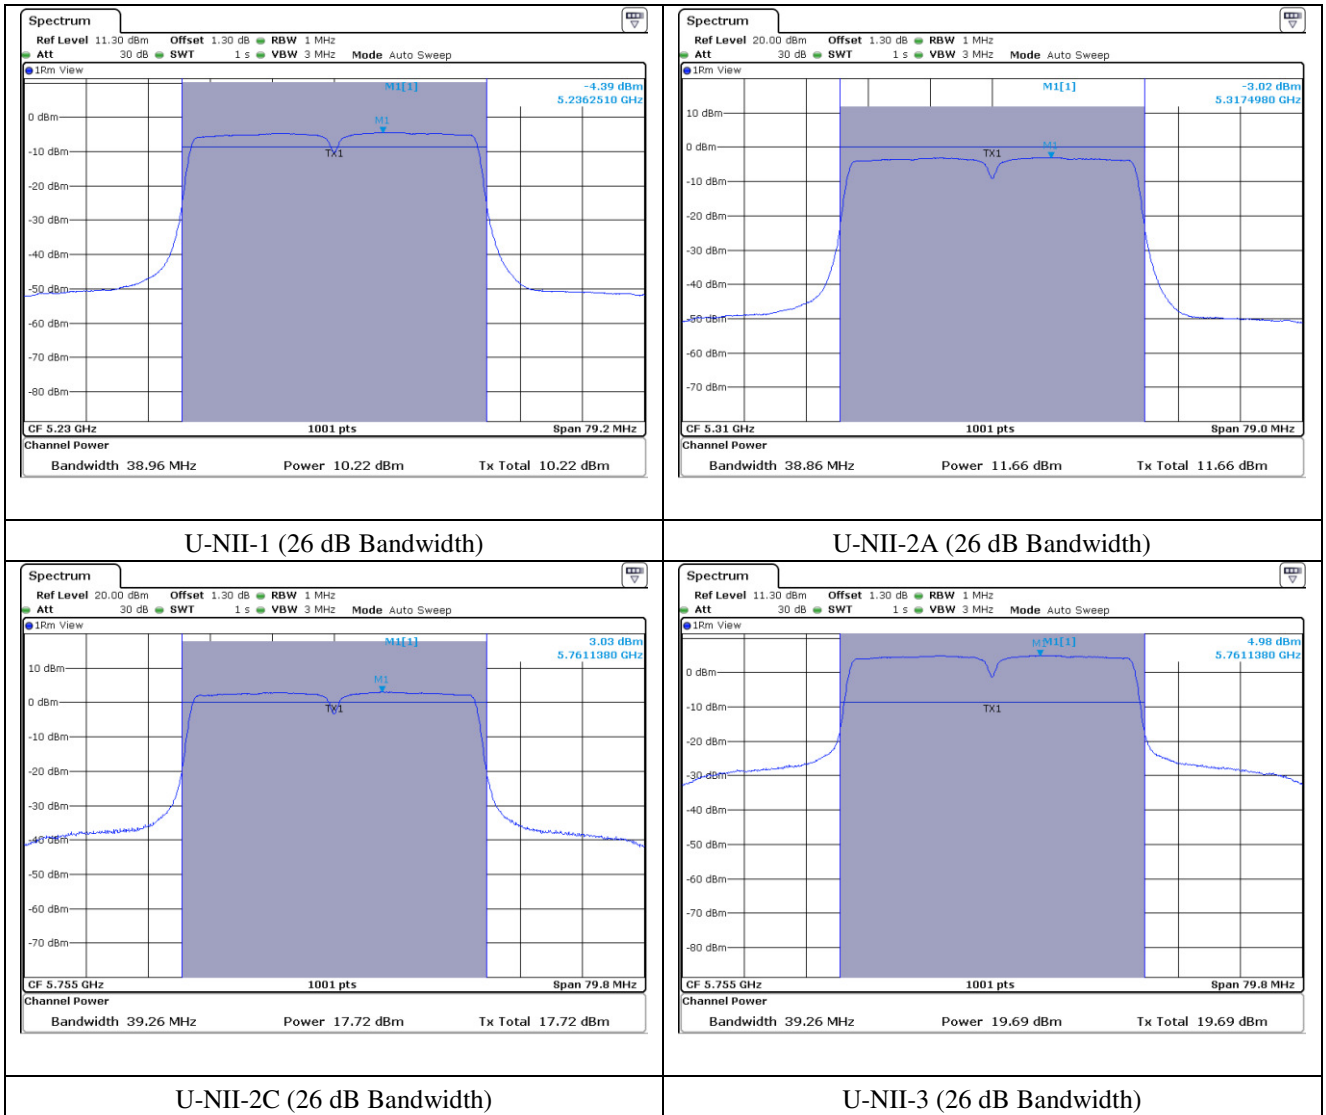 Spectrum
Ref Level 11.30 dBm Offset 1.30 dB RBW 1 MHz
Att 30 dB SWT 1 s VBW 3 MHz Mode Auto Sweep
1Rm View
M1[1] -4.39 dBm
5.2362510 GHz
0 dBm
M1
-10 dBm
TX1
-20 dBm
-30 dBm
-40 dBm
-50 dBm
-60 dBm
-70 dBm
-80 dBm
CF 5.23 GHz 1001 pts Span 79.2 MHz
Channel Power
Bandwidth 38.96 MHz Power 10.22 dBm Tx Total 10.22 dBm
U-NII-1 (26 dB Bandwidth)
Spectrum
Ref Level 20.00 dBm Offset 1.30 dB RBW 1 MHz
Att 30 dB SWT 1 s VBW 3 MHz Mode Auto Sweep
1Rm View
M1[1] -3.02 dBm
5.3174980 GHz
10 dBm
0 dBm
TX1 M1
-10 dBm
-20 dBm
-30 dBm
-40 dBm
-50 dBm
-60 dBm
-70 dBm
CF 5.31 GHz 1001 pts Span 79.0 MHz
Channel Power
Bandwidth 38.86 MHz Power 11.66 dBm Tx Total 11.66 dBm
U-NII-2A (26 dB Bandwidth)
Spectrum
Ref Level 20.00 dBm Offset 1.30 dB RBW 1 MHz
Att 30 dB SWT 1 s VBW 3 MHz Mode Auto Sweep
1Rm View
M1[1] 3.03 dBm
5.7611380 GHz
10 dBm
M1
0 dBm
TX1
-10 dBm
-20 dBm
-30 dBm
-40 dBm
-50 dBm
-60 dBm
-70 dBm
CF 5.755 GHz 1001 pts Span 79.8 MHz
Channel Power
Bandwidth 39.26 MHz Power 17.72 dBm Tx Total 17.72 dBm
U-NII-2C (26 dB Bandwidth)
Spectrum
Ref Level 11.30 dBm Offset 1.30 dB RBW 1 MHz
Att 30 dB SWT 1 s VBW 3 MHz Mode Auto Sweep
1Rm View
M1 M1[1] 4.98 dBm
5.7611380 GHz
0 dBm
-10 dBm
TX1
-20 dBm
-30 dBm
-40 dBm
-50 dBm
-60 dBm
-70 dBm
-80 dBm
CF 5.755 GHz 1001 pts Span 79.8 MHz
Channel Power
Bandwidth 39.26 MHz Power 19.69 dBm Tx Total 19.69 dBm
U-NII-3 (26 dB Bandwidth)